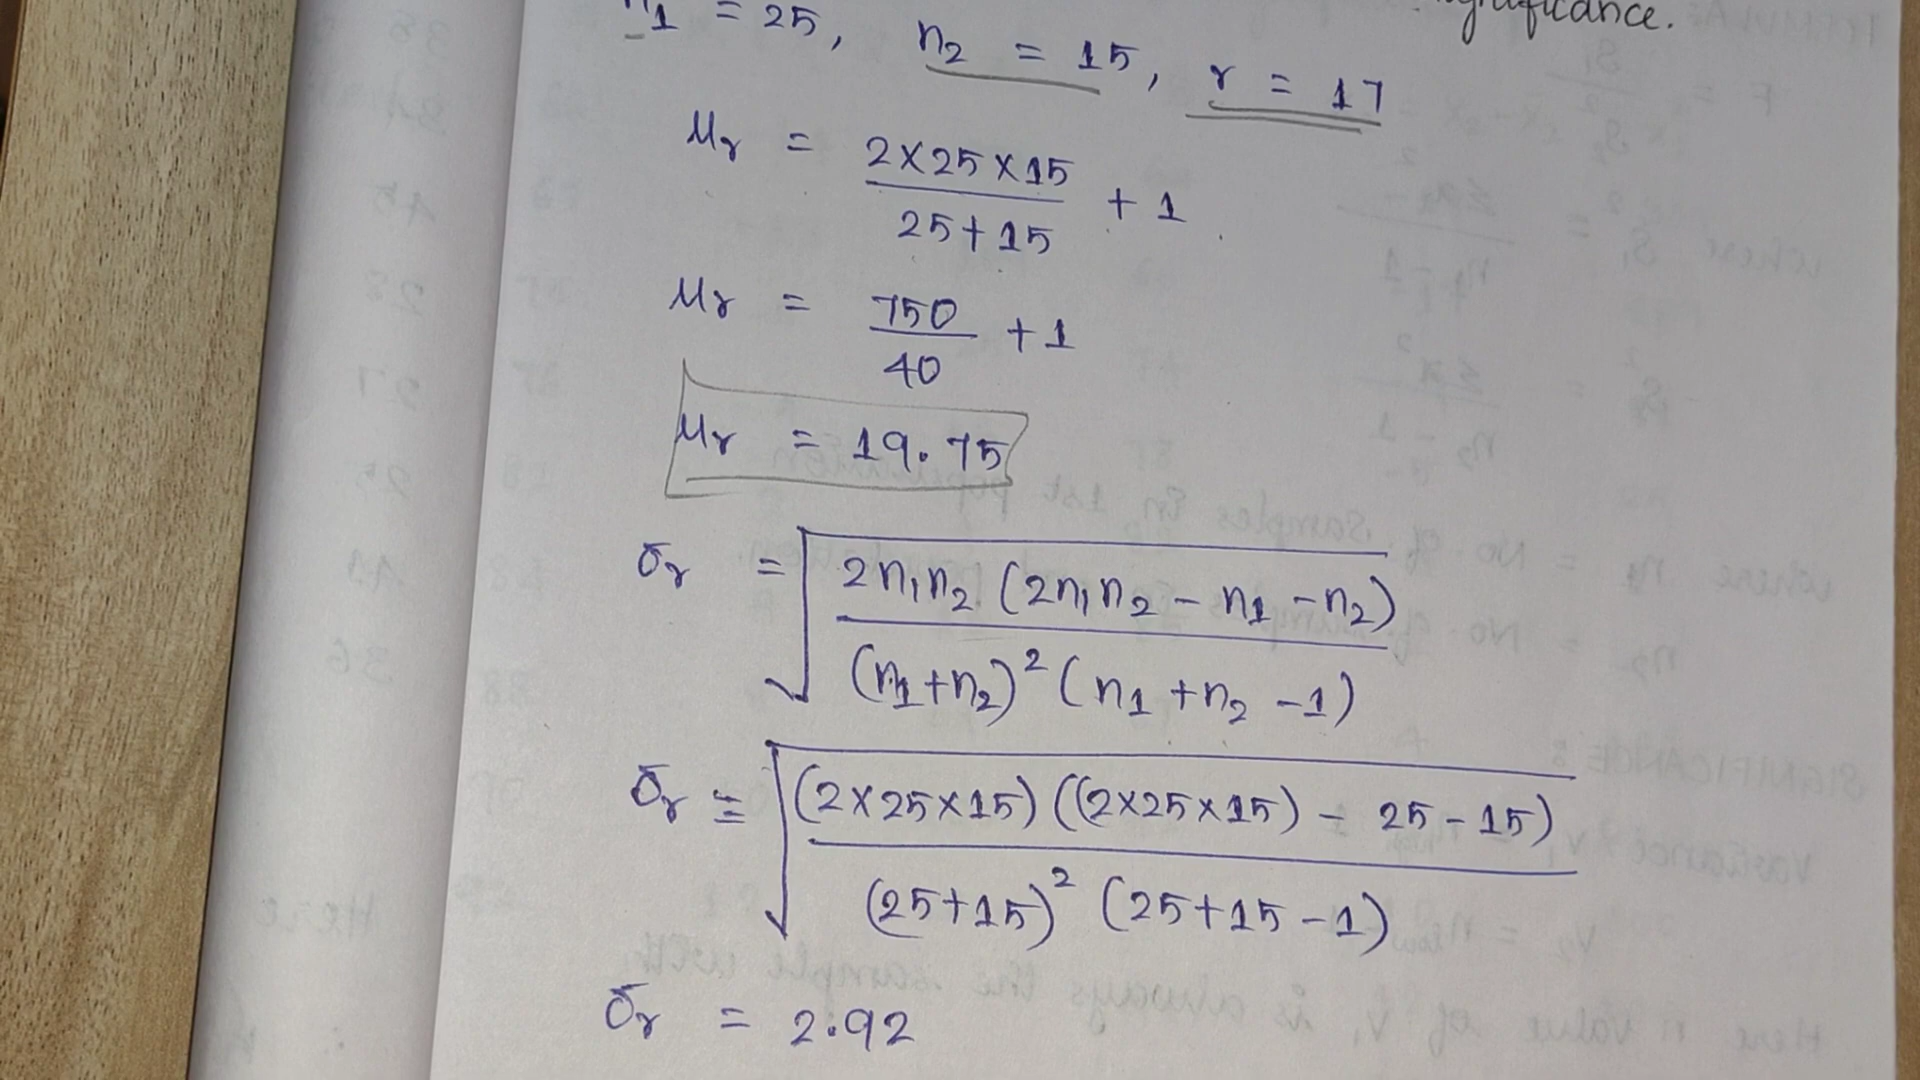 significance.
n1 = 25, n2 = 15, r = 17
μr = 2×25×15 / 25+15 + 1
μr = 750 / 40 + 1
μr = 19.75
σr = √ 2n1n2 (2n1n2 - n1 - n2) / (n1+n2)² (n1+n2-1)
σr = √ (2×25×15) ((2×25×15) - 25 - 15) / (25+15)² (25+15-1)
σr = 2.92